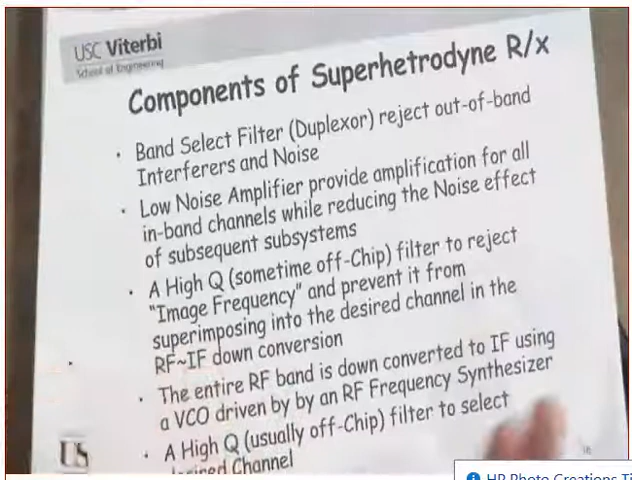 USC Viterbi
School of Engineering
Components of Superhetrodyne R/x
• Band Select Filter (Duplexor) reject out-of-band
Interferers and Noise
• Low Noise Amplifier provide amplification for all
in-band channels while reducing the Noise effect
of subsequent subsystems
• A High Q (sometime off-Chip) filter to reject
"Image Frequency" and prevent it from
superimposing into the desired channel in the
RF~IF down conversion
• The entire RF band is down converted to IF using
a VCO driven by by an RF Frequency Synthesizer
• A High Q (usually off-Chip) filter to select
desired Channel
US
HP Photo Creations